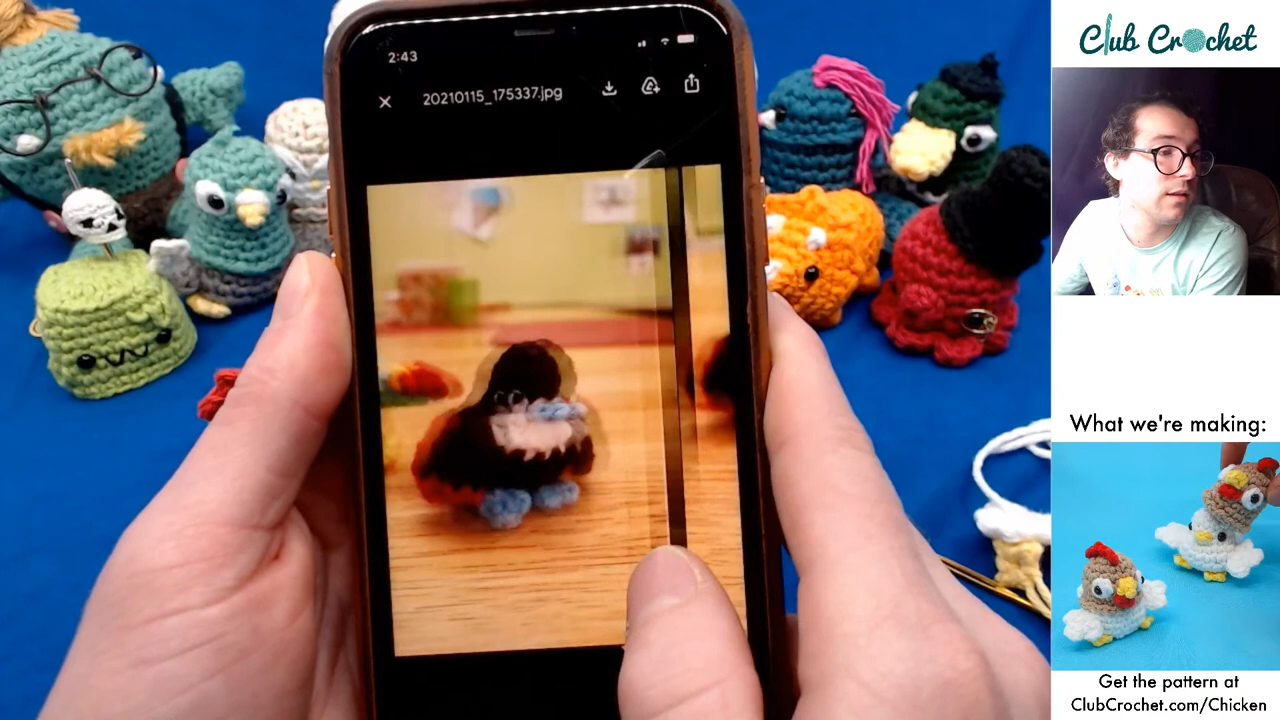 2:43
20210115_175337.jpg
Club Crochet
What we're making:
Get the pattern at
ClubCrochet.com/Chicken